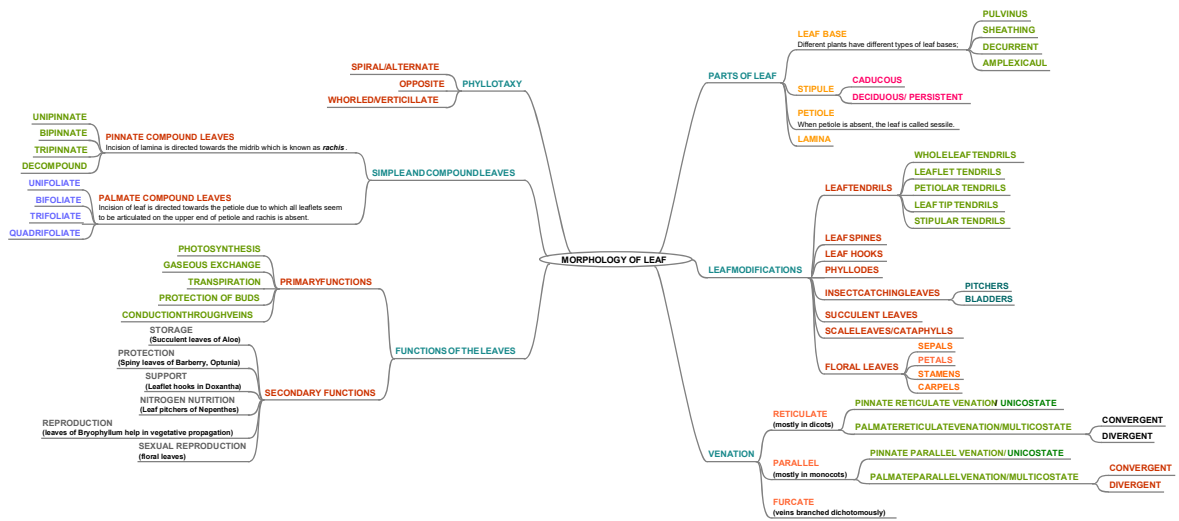 MORPHOLOGY OF LEAF
PHYLLOTAXY
SPIRAL/ALTERNATE
OPPOSITE
WHORLED/VERTICILLATE
SIMPLE AND COMPOUND LEAVES
PINNATE COMPOUND LEAVES
Incision of lamina is directed towards the midrib which is known as rachis.
UNIPINNATE
BIPINNATE
TRIPINNATE
DECOMPOUND
PALMATE COMPOUND LEAVES
Incision of leaf is directed towards the petiole due to which all leaflets seem
to be articulated on the upper end of petiole and rachis is absent.
UNIFOLIATE
BIFOLIATE
TRIFOLIATE
QUADRIFOLIATE
FUNCTIONS OF THE LEAVES
PRIMARY FUNCTIONS
PHOTOSYNTHESIS
GASEOUS EXCHANGE
TRANSPIRATION
PROTECTION OF BUDS
CONDUCTION THROUGH VEINS
SECONDARY FUNCTIONS
STORAGE
(Succulent leaves of Aloe)
PROTECTION
(Spiny leaves of Barberry, Optunia)
SUPPORT
(Leaflet hooks in Doxantha)
NITROGEN NUTRITION
(Leaf pitchers of Nepenthes)
REPRODUCTION
(leaves of Bryophyllum help in vegetative propagation)
SEXUAL REPRODUCTION
(floral leaves)
PARTS OF LEAF
LEAF BASE
Different plants have different types of leaf bases;
PULVINUS
SHEATHING
DECURRENT
AMPLEXICAUL
STIPULE
CADUCOUS
DECIDUOUS/ PERSISTENT
PETIOLE
When petiole is absent, the leaf is called sessile.
LAMINA
LEAF MODIFICATIONS
LEAF TENDRILS
WHOLE LEAF TENDRILS
LEAFLET TENDRILS
PETIOLAR TENDRILS
LEAF TIP TENDRILS
STIPULAR TENDRILS
LEAF SPINES
LEAF HOOKS
PHYLLODES
INSECT CATCHING LEAVES
PITCHERS
BLADDERS
SUCCULENT LEAVES
SCALE LEAVES/CATAPHYLLS
FLORAL LEAVES
SEPALS
PETALS
STAMENS
CARPELS
VENATION
RETICULATE
(mostly in dicots)
PINNATE RETICULATE VENATION/ UNICOSTATE
PALMATE RETICULATE VENATION/MULTICOSTATE
CONVERGENT
DIVERGENT
PARALLEL
(mostly in monocots)
PINNATE PARALLEL VENATION/ UNICOSTATE
PALMATE PARALLEL VENATION/MULTICOSTATE
CONVERGENT
DIVERGENT
FURCATE
(veins branched dichotomously)